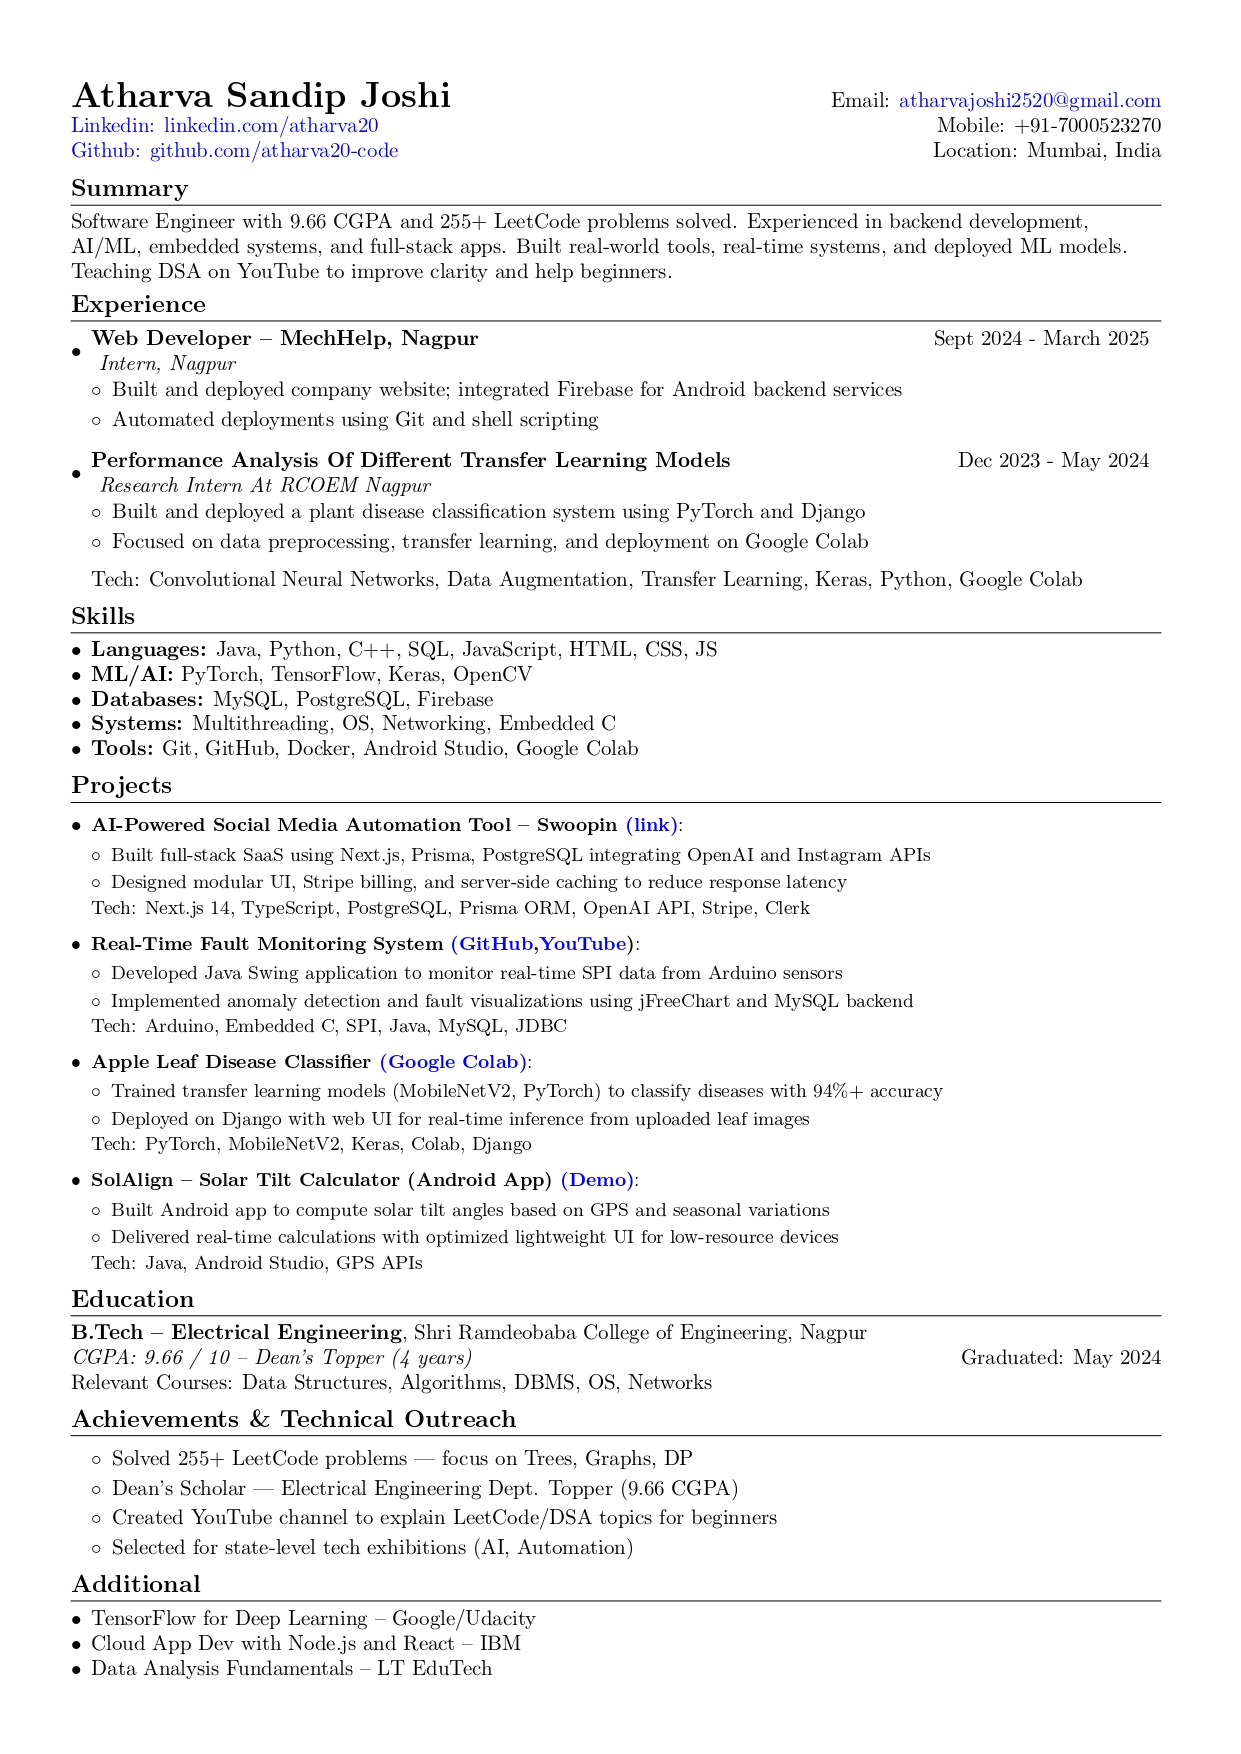 Atharva Sandip Joshi
Email: atharvajoshi2520@gmail.com
Linkedin: linkedin.com/atharva20
Mobile: +91-7000523270
Github: github.com/atharva20-code
Location: Mumbai, India
Summary
Software Engineer with 9.66 CGPA and 255+ LeetCode problems solved. Experienced in backend development,
AI/ML, embedded systems, and full-stack apps. Built real-world tools, real-time systems, and deployed ML models.
Teaching DSA on YouTube to improve clarity and help beginners.
Experience
• Web Developer – MechHelp, Nagpur Sept 2024 - March 2025
Intern, Nagpur
○ Built and deployed company website; integrated Firebase for Android backend services
○ Automated deployments using Git and shell scripting
• Performance Analysis Of Different Transfer Learning Models Dec 2023 - May 2024
Research Intern At RCOEM Nagpur
○ Built and deployed a plant disease classification system using PyTorch and Django
○ Focused on data preprocessing, transfer learning, and deployment on Google Colab
Tech: Convolutional Neural Networks, Data Augmentation, Transfer Learning, Keras, Python, Google Colab
Skills
• Languages: Java, Python, C++, SQL, JavaScript, HTML, CSS, JS
• ML/AI: PyTorch, TensorFlow, Keras, OpenCV
• Databases: MySQL, PostgreSQL, Firebase
• Systems: Multithreading, OS, Networking, Embedded C
• Tools: Git, GitHub, Docker, Android Studio, Google Colab
Projects
• AI-Powered Social Media Automation Tool – Swoopin (link):
○ Built full-stack SaaS using Next.js, Prisma, PostgreSQL integrating OpenAI and Instagram APIs
○ Designed modular UI, Stripe billing, and server-side caching to reduce response latency
Tech: Next.js 14, TypeScript, PostgreSQL, Prisma ORM, OpenAI API, Stripe, Clerk
• Real-Time Fault Monitoring System (GitHub,YouTube):
○ Developed Java Swing application to monitor real-time SPI data from Arduino sensors
○ Implemented anomaly detection and fault visualizations using jFreeChart and MySQL backend
Tech: Arduino, Embedded C, SPI, Java, MySQL, JDBC
• Apple Leaf Disease Classifier (Google Colab):
○ Trained transfer learning models (MobileNetV2, PyTorch) to classify diseases with 94%+ accuracy
○ Deployed on Django with web UI for real-time inference from uploaded leaf images
Tech: PyTorch, MobileNetV2, Keras, Colab, Django
• SolAlign – Solar Tilt Calculator (Android App) (Demo):
○ Built Android app to compute solar tilt angles based on GPS and seasonal variations
○ Delivered real-time calculations with optimized lightweight UI for low-resource devices
Tech: Java, Android Studio, GPS APIs
Education
B.Tech – Electrical Engineering, Shri Ramdeobaba College of Engineering, Nagpur
CGPA: 9.66 / 10 – Dean's Topper (4 years) Graduated: May 2024
Relevant Courses: Data Structures, Algorithms, DBMS, OS, Networks
Achievements & Technical Outreach
○ Solved 255+ LeetCode problems — focus on Trees, Graphs, DP
○ Dean's Scholar — Electrical Engineering Dept. Topper (9.66 CGPA)
○ Created YouTube channel to explain LeetCode/DSA topics for beginners
○ Selected for state-level tech exhibitions (AI, Automation)
Additional
• TensorFlow for Deep Learning – Google/Udacity
• Cloud App Dev with Node.js and React – IBM
• Data Analysis Fundamentals – LT EduTech